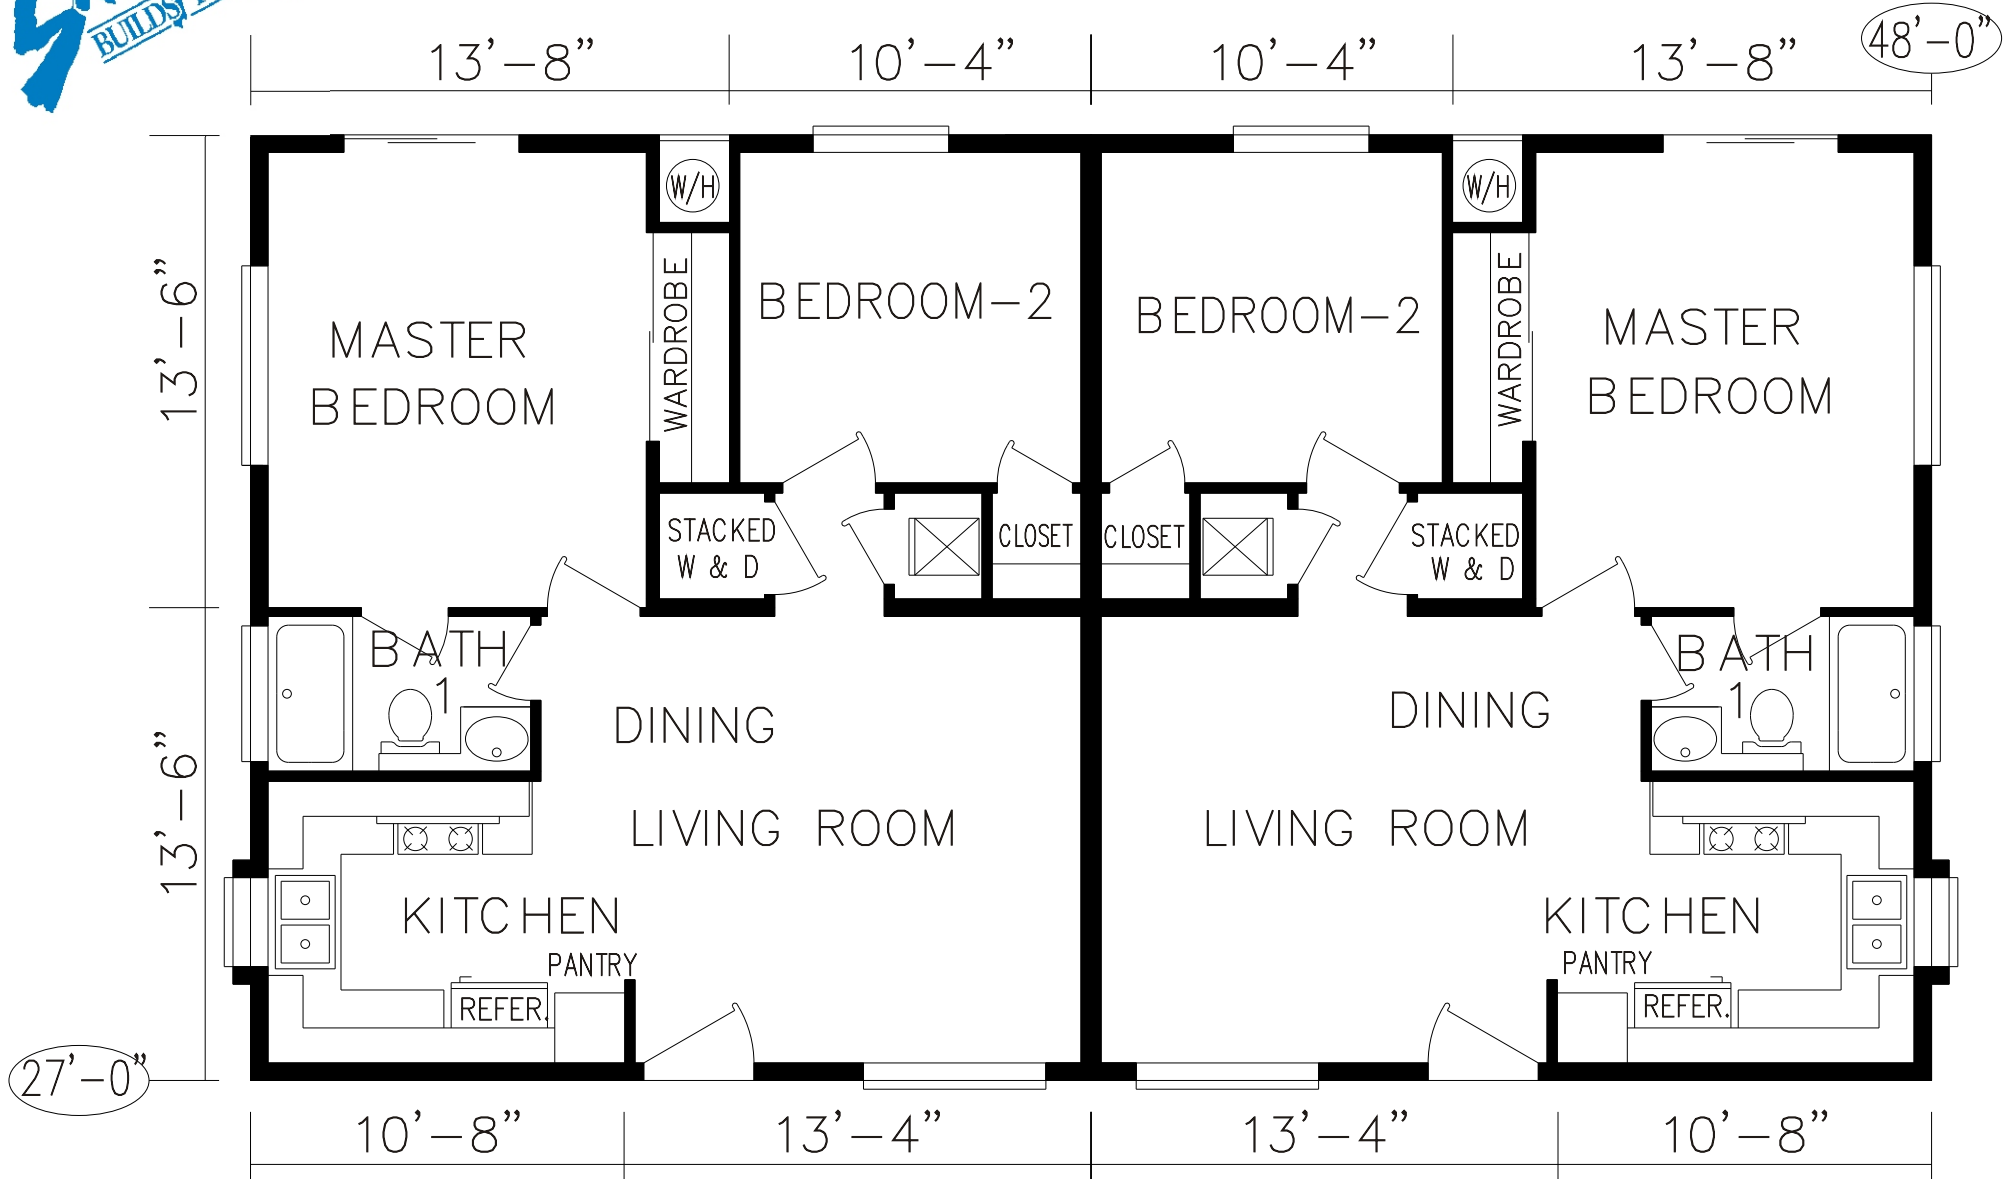 BUILDS
13'-8"
10'-4"
10'-4"
13'-8"
48'-0"
W/H
W/H
13'-6"
MASTER
BEDROOM
WARDROBE
BEDROOM-2
BEDROOM-2
WARDROBE
MASTER
BEDROOM
STACKED
W & D
CLOSET
CLOSET
STACKED
W & D
BATH
1
DINING
DINING
BATH
1
13'-6"
LIVING ROOM
LIVING ROOM
KITCHEN
PANTRY
REFER.
KITCHEN
PANTRY
REFER.
27'-0"
10'-8"
13'-4"
13'-4"
10'-8"